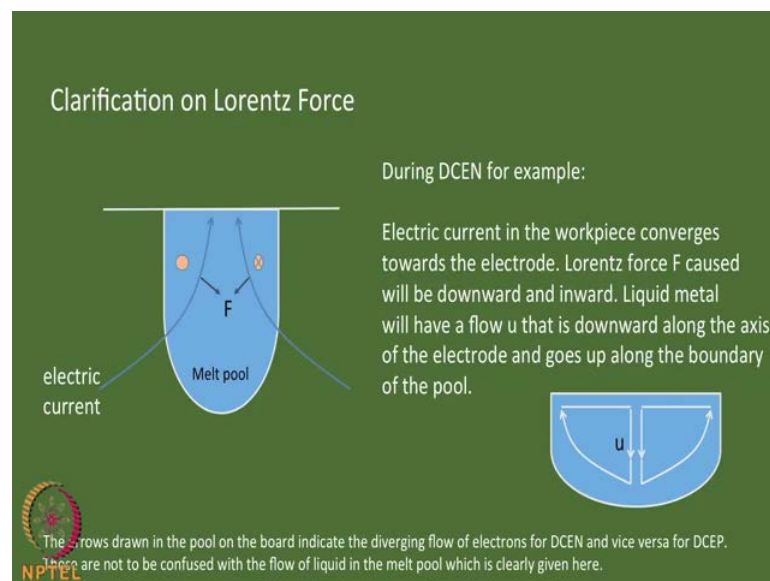 Clarification on Lorentz Force
During DCEN for example:
Electric current in the workpiece converges
towards the electrode. Lorentz force F caused
will be downward and inward. Liquid metal
will have a flow u that is downward along the axis
of the electrode and goes up along the boundary
of the pool.
F
Melt pool
electric
current
u
The arrows drawn in the pool on the board indicate the diverging flow of electrons for DCEN and vice versa for DCEP.
These are not to be confused with the flow of liquid in the melt pool which is clearly given here.
NPTEL